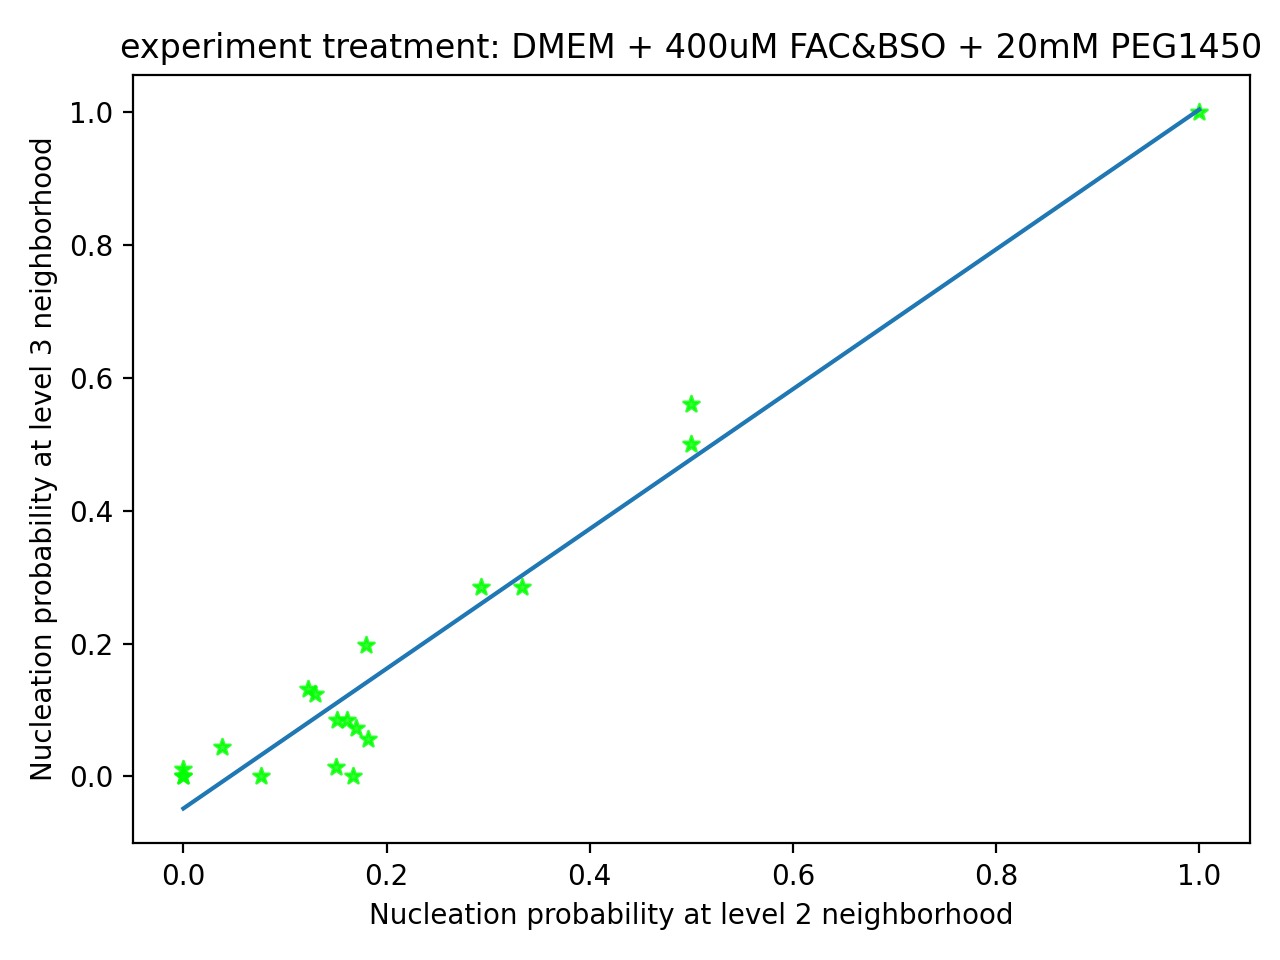 experiment treatment: DMEM + 400uM FAC&BSO + 20mM PEG1450
Nucleation probability at level 3 neighborhood
1.0
0.8
0.6
0.4
0.2
0.0
0.0 0.2 0.4 0.6 0.8 1.0
Nucleation probability at level 2 neighborhood